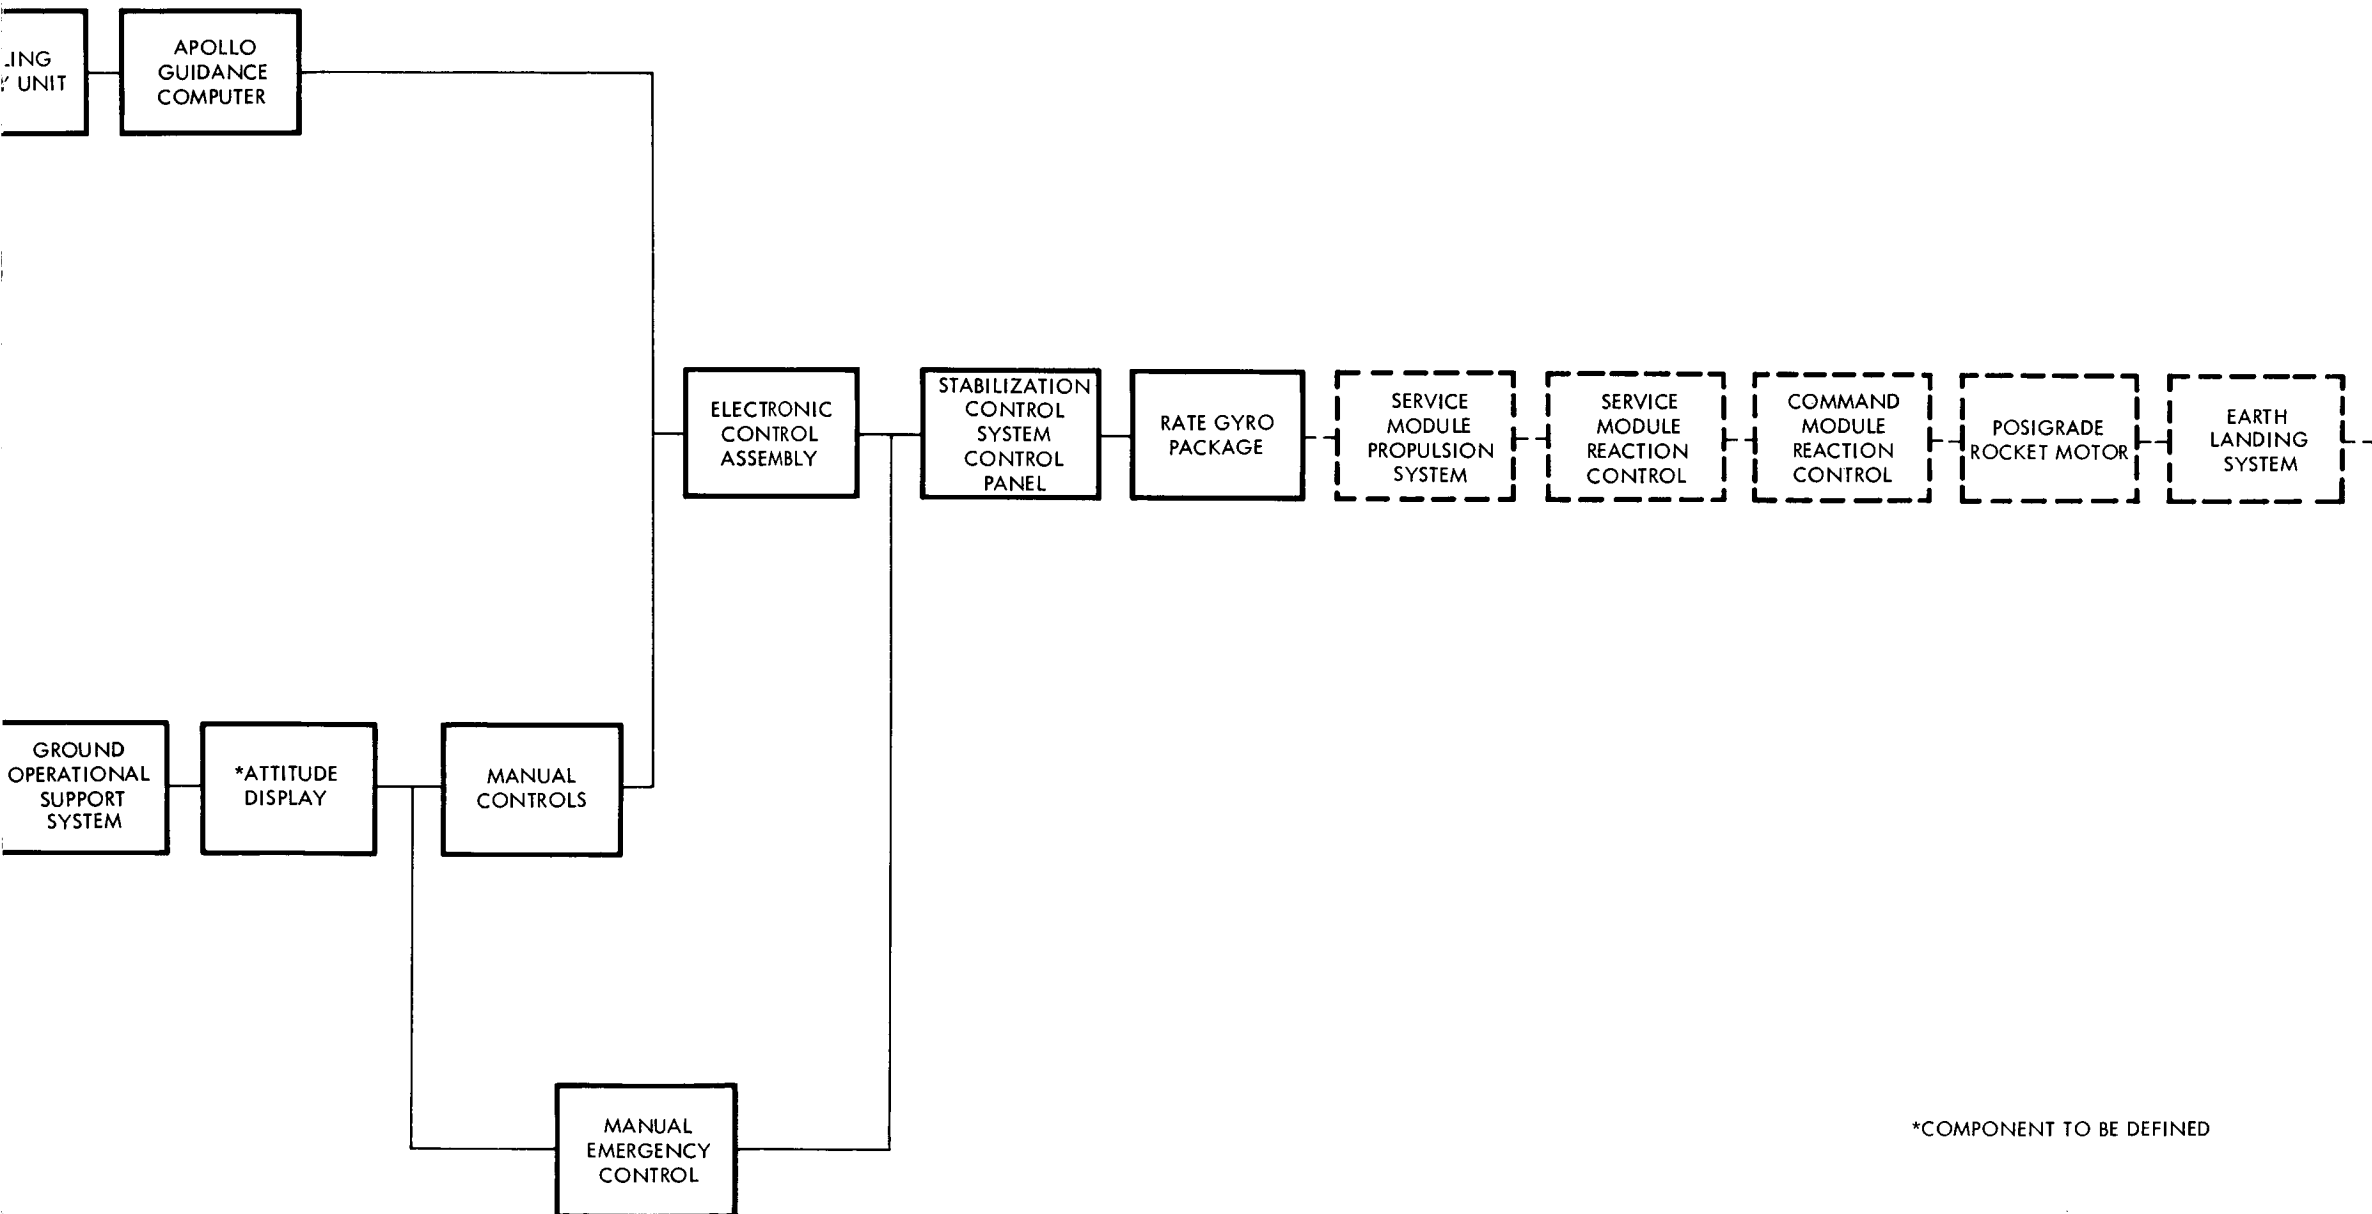 UNIT
APOLLO
GUIDANCE
COMPUTER
ELECTRONIC
CONTROL
ASSEMBLY
STABILIZATION
CONTROL
SYSTEM
CONTROL
PANEL
RATE GYRO
PACKAGE
SERVICE
MODULE
PROPULSION
SYSTEM
SERVICE
MODULE
REACTION
CONTROL
COMMAND
MODULE
REACTION
CONTROL
POSIGRADE
ROCKET MOTOR
EARTH
LANDING
SYSTEM
GROUND
OPERATIONAL
SUPPORT
SYSTEM
*ATTITUDE
DISPLAY
MANUAL
CONTROLS
MANUAL
EMERGENCY
CONTROL
*COMPONENT TO BE DEFINED